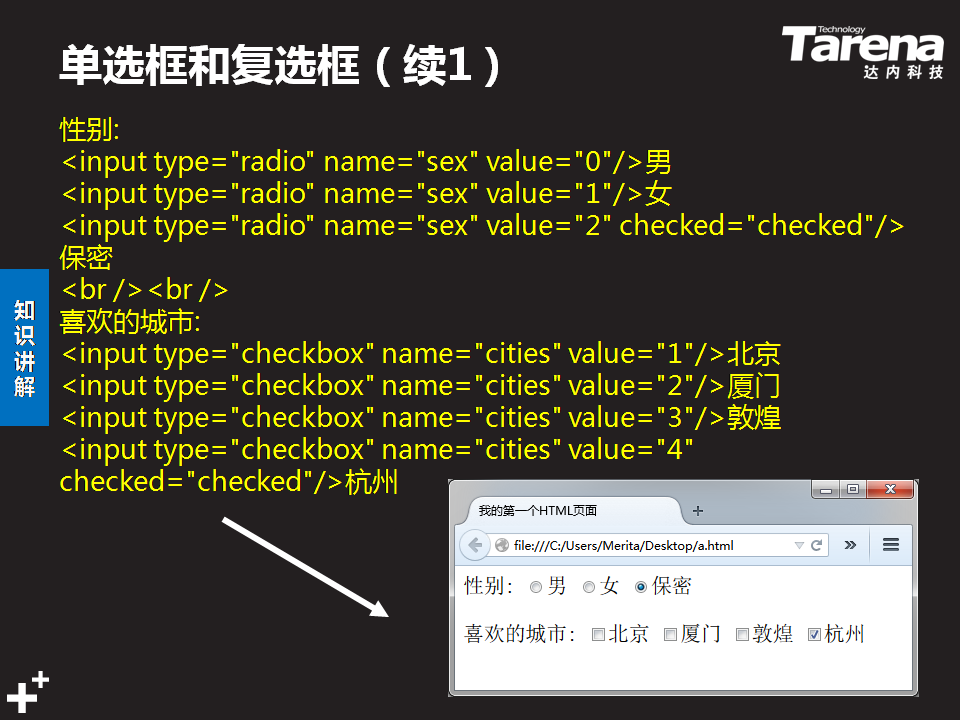 单选框和复选框（续1）
Technology
Tarena
达内科技
性别:
<input type="radio" name="sex" value="0"/>男
<input type="radio" name="sex" value="1"/>女
<input type="radio" name="sex" value="2" checked="checked"/>
保密
<br /><br />
喜欢的城市:
<input type="checkbox" name="cities" value="1"/>北京
<input type="checkbox" name="cities" value="2"/>厦门
<input type="checkbox" name="cities" value="3"/>敦煌
<input type="checkbox" name="cities" value="4"
checked="checked"/>杭州
知识讲解
我的第一个HTML页面
file:///C:/Users/Merita/Desktop/a.html
性别： 男 女 保密
喜欢的城市： 北京 厦门 敦煌 杭州